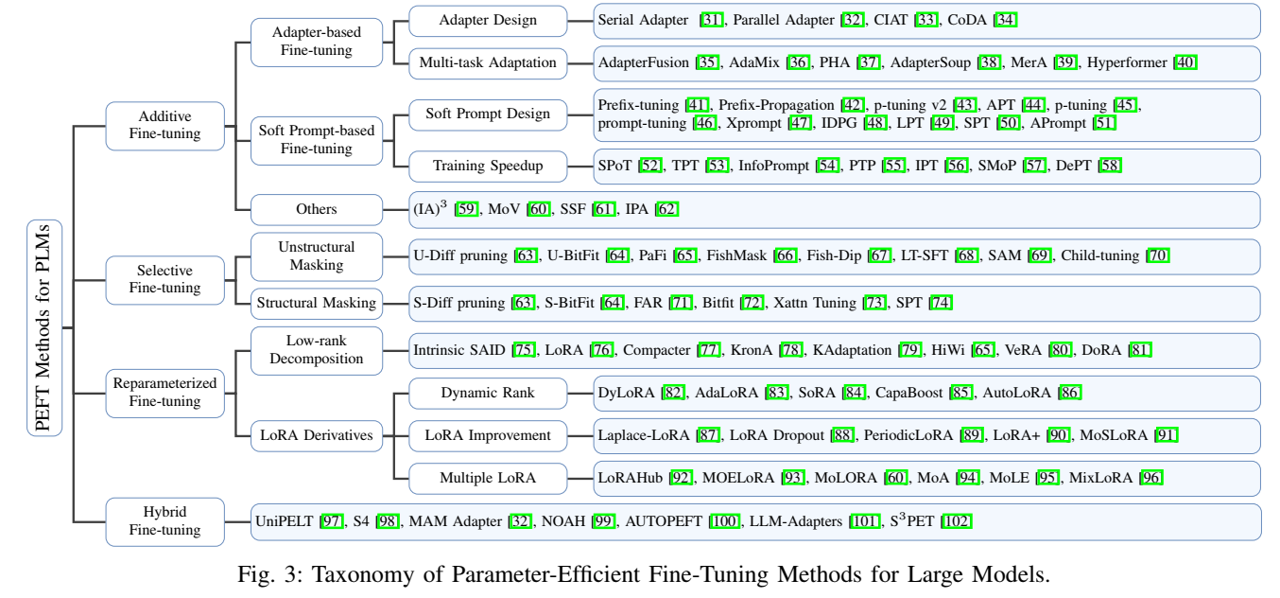 PEFT Methods for PLMs
Additive
Fine-tuning
Adapter-based
Fine-tuning
Adapter Design
Serial Adapter [31], Parallel Adapter [32], CIAT [33], CoDA [34]
Multi-task Adaptation
AdapterFusion [35], AdaMix [36], PHA [37], AdapterSoup [38], MerA [39], Hyperformer [40]
Soft Prompt-based
Fine-tuning
Soft Prompt Design
Prefix-tuning [41], Prefix-Propagation [42], p-tuning v2 [43], APT [44], p-tuning [45],
prompt-tuning [46], Xprompt [47], IDPG [48], LPT [49], SPT [50], APrompt [51]
Training Speedup
SPoT [52], TPT [53], InfoPrompt [54], PTP [55], IPT [56], SMoP [57], DePT [58]
Others
(IA)³ [59], MoV [60], SSF [61], IPA [62]
Selective
Fine-tuning
Unstructural
Masking
U-Diff pruning [63], U-BitFit [64], PaFi [65], FishMask [66], Fish-Dip [67], LT-SFT [68], SAM [69], Child-tuning [70]
Structural Masking
S-Diff pruning [63], S-BitFit [64], FAR [71], Bitfit [72], Xattn Tuning [73], SPT [74]
Reparameterized
Fine-tuning
Low-rank
Decomposition
Intrinsic SAID [75], LoRA [76], Compacter [77], KronA [78], KAdaptation [79], HiWi [65], VeRA [80], DoRA [81]
LoRA Derivatives
Dynamic Rank
DyLoRA [82], AdaLoRA [83], SoRA [84], CapaBoost [85], AutoLoRA [86]
LoRA Improvement
Laplace-LoRA [87], LoRA Dropout [88], PeriodicLoRA [89], LoRA+ [90], MoSLoRA [91]
Multiple LoRA
LoRAHub [92], MOELoRA [93], MoLORA [60], MoA [94], MoLE [95], MixLoRA [96]
Hybrid
Fine-tuning
UniPELT [97], S4 [98], MAM Adapter [32], NOAH [99], AUTOPEFT [100], LLM-Adapters [101], S³PET [102]
Fig. 3: Taxonomy of Parameter-Efficient Fine-Tuning Methods for Large Models.